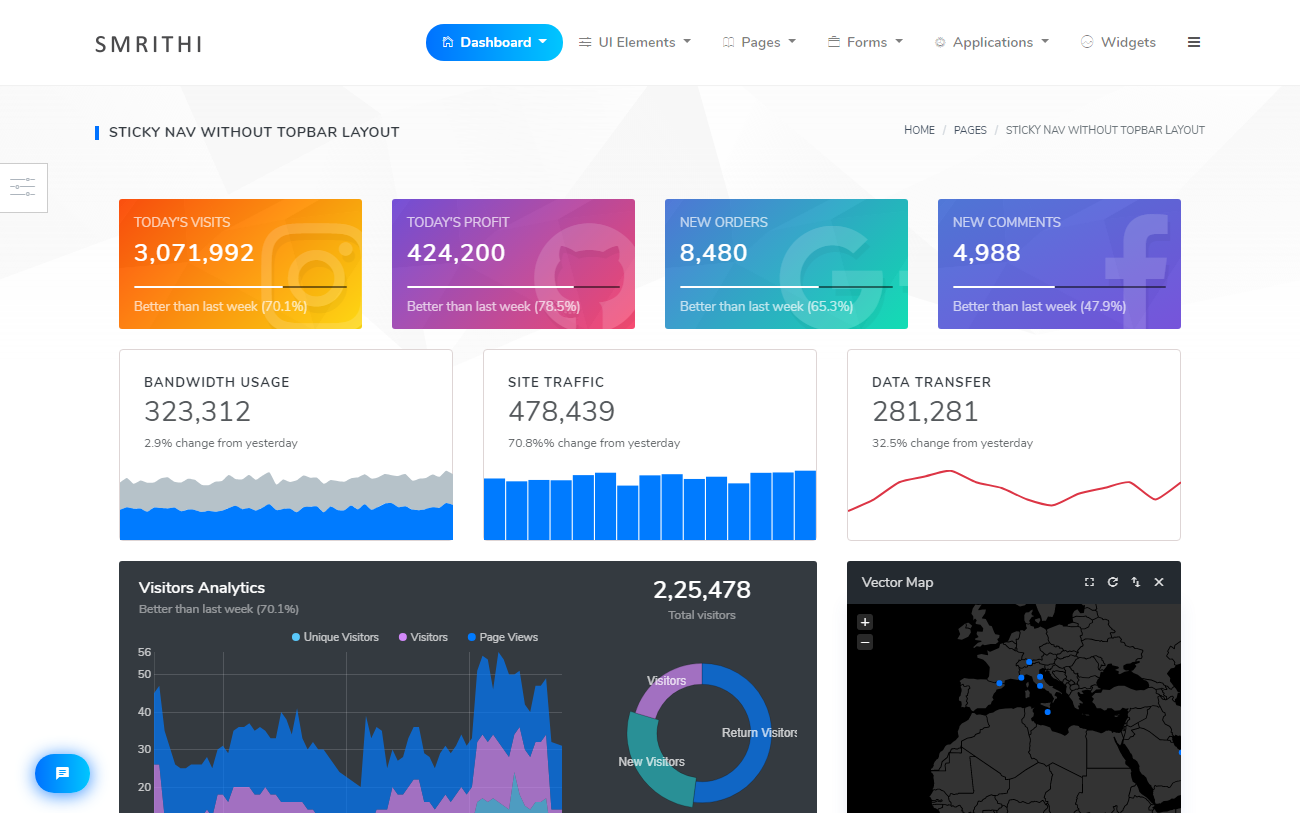 SMRITHI
Dashboard
UI Elements
Pages
Forms
Applications
Widgets
STICKY NAV WITHOUT TOPBAR LAYOUT
HOME / PAGES / STICKY NAV WITHOUT TOPBAR LAYOUT
TODAY'S VISITS
3,071,992
Better than last week (70.1%)
TODAY'S PROFIT
424,200
Better than last week (78.5%)
NEW ORDERS
8,480
Better than last week (65.3%)
NEW COMMENTS
4,988
Better than last week (47.9%)
BANDWIDTH USAGE
323,312
2.9% change from yesterday
SITE TRAFFIC
478,439
70.8%% change from yesterday
DATA TRANSFER
281,281
32.5% change from yesterday
Visitors Analytics
Better than last week (70.1%)
Unique Visitors
Visitors
Page Views
56
50
40
30
20
2,25,478
Total visitors
Visitors
Return Visitors
New Visitors
Vector Map
+
−